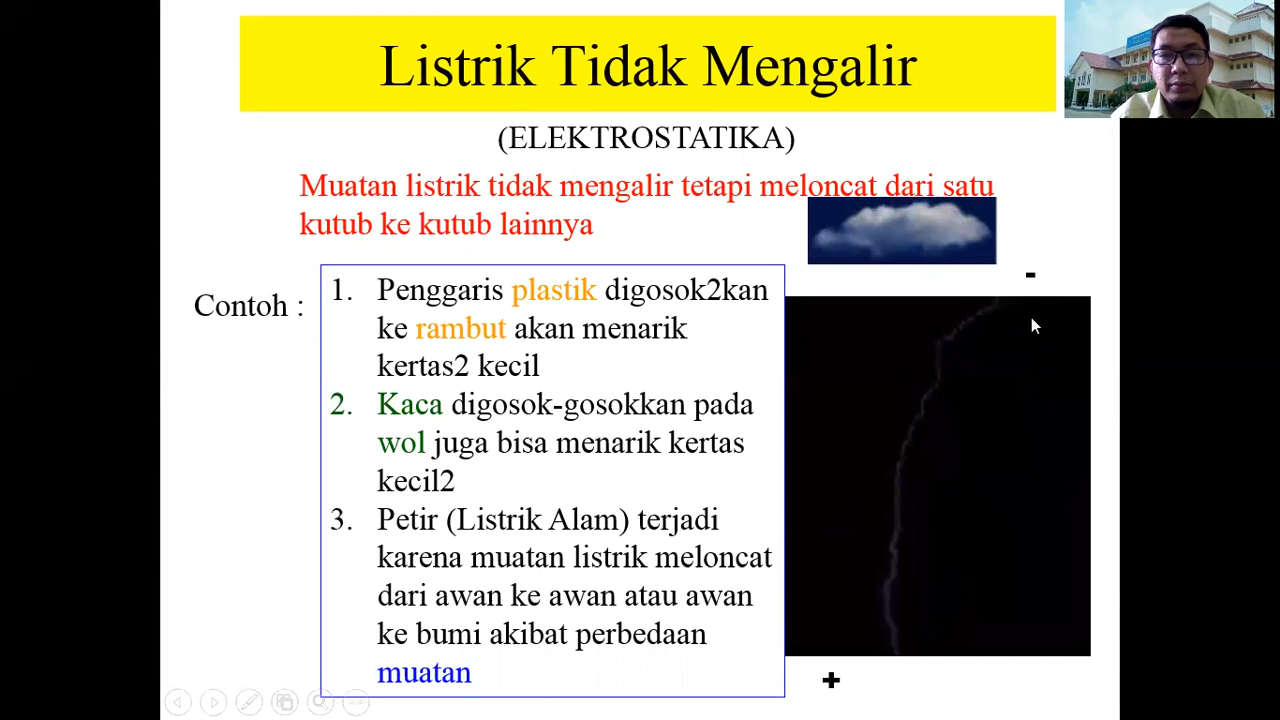 Listrik Tidak Mengalir
(ELEKTROSTATIKA)
Muatan listrik tidak mengalir tetapi meloncat dari satu
kutub ke kutub lainnya
Contoh :
1. Penggaris plastik digosok2kan
ke rambut akan menarik
kertas2 kecil
2. Kaca digosok-gosokkan pada
wol juga bisa menarik kertas
kecil2
3. Petir (Listrik Alam) terjadi
karena muatan listrik meloncat
dari awan ke awan atau awan
ke bumi akibat perbedaan
muatan
-
+